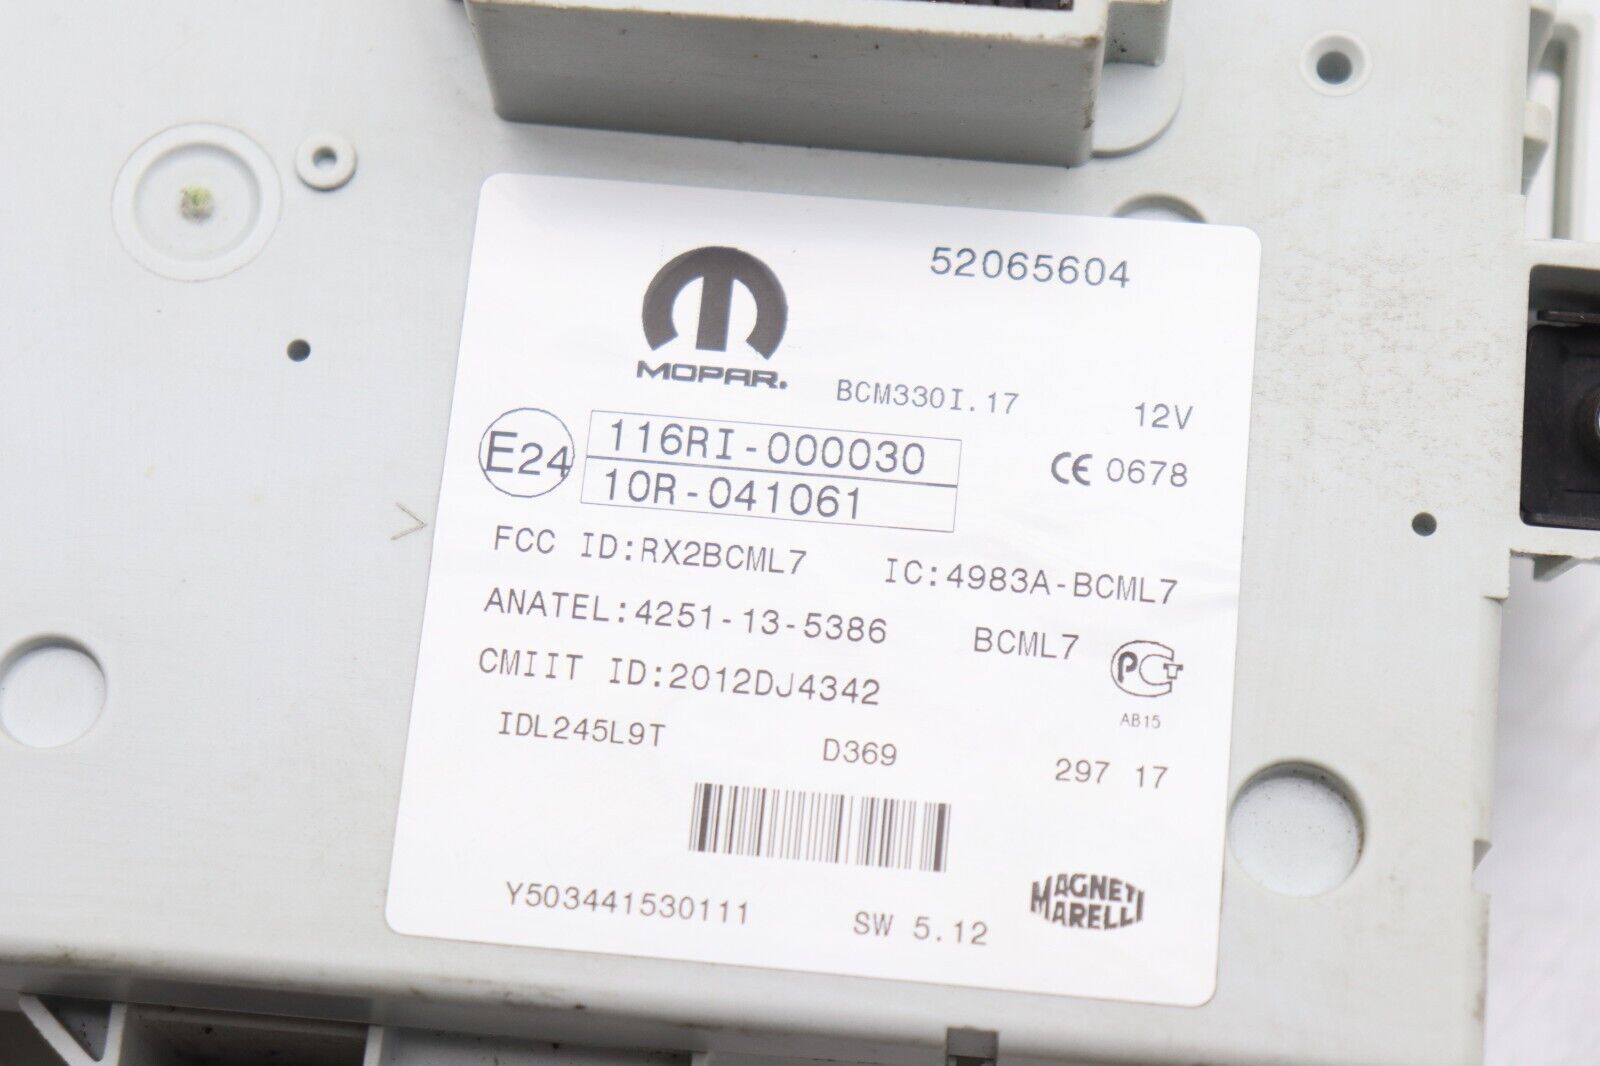 52065604
MOPAR.
BCM330I.17 12V
E24 116RI-000030
10R-041061
CE 0678
FCC ID:RX2BCML7 IC:4983A-BCML7
ANATEL:4251-13-5386 BCML7
PCT
CMIIT ID:2012DJ4342
AB15
IDL245L9T D369 297 17
Y503441530111 SW 5.12
MAGNETI
MARELLI